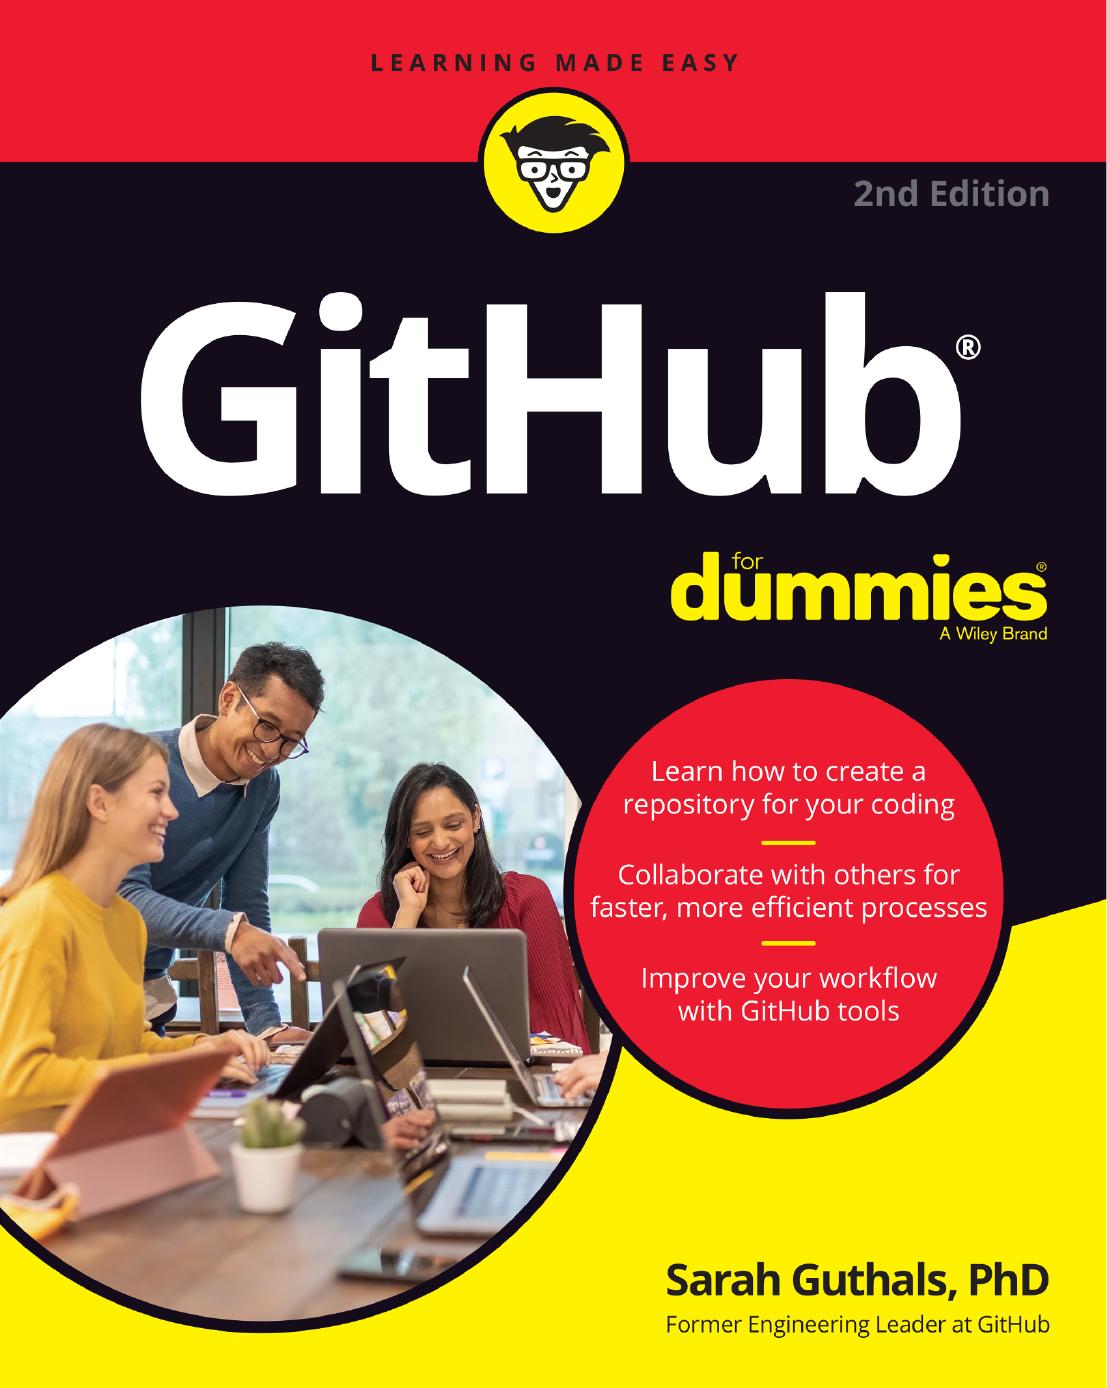 LEARNING MADE EASY
2nd Edition
GitHub®
for
dummies®
A Wiley Brand
Learn how to create a
repository for your coding
Collaborate with others for
faster, more efficient processes
Improve your workflow
with GitHub tools
Sarah Guthals, PhD
Former Engineering Leader at GitHub